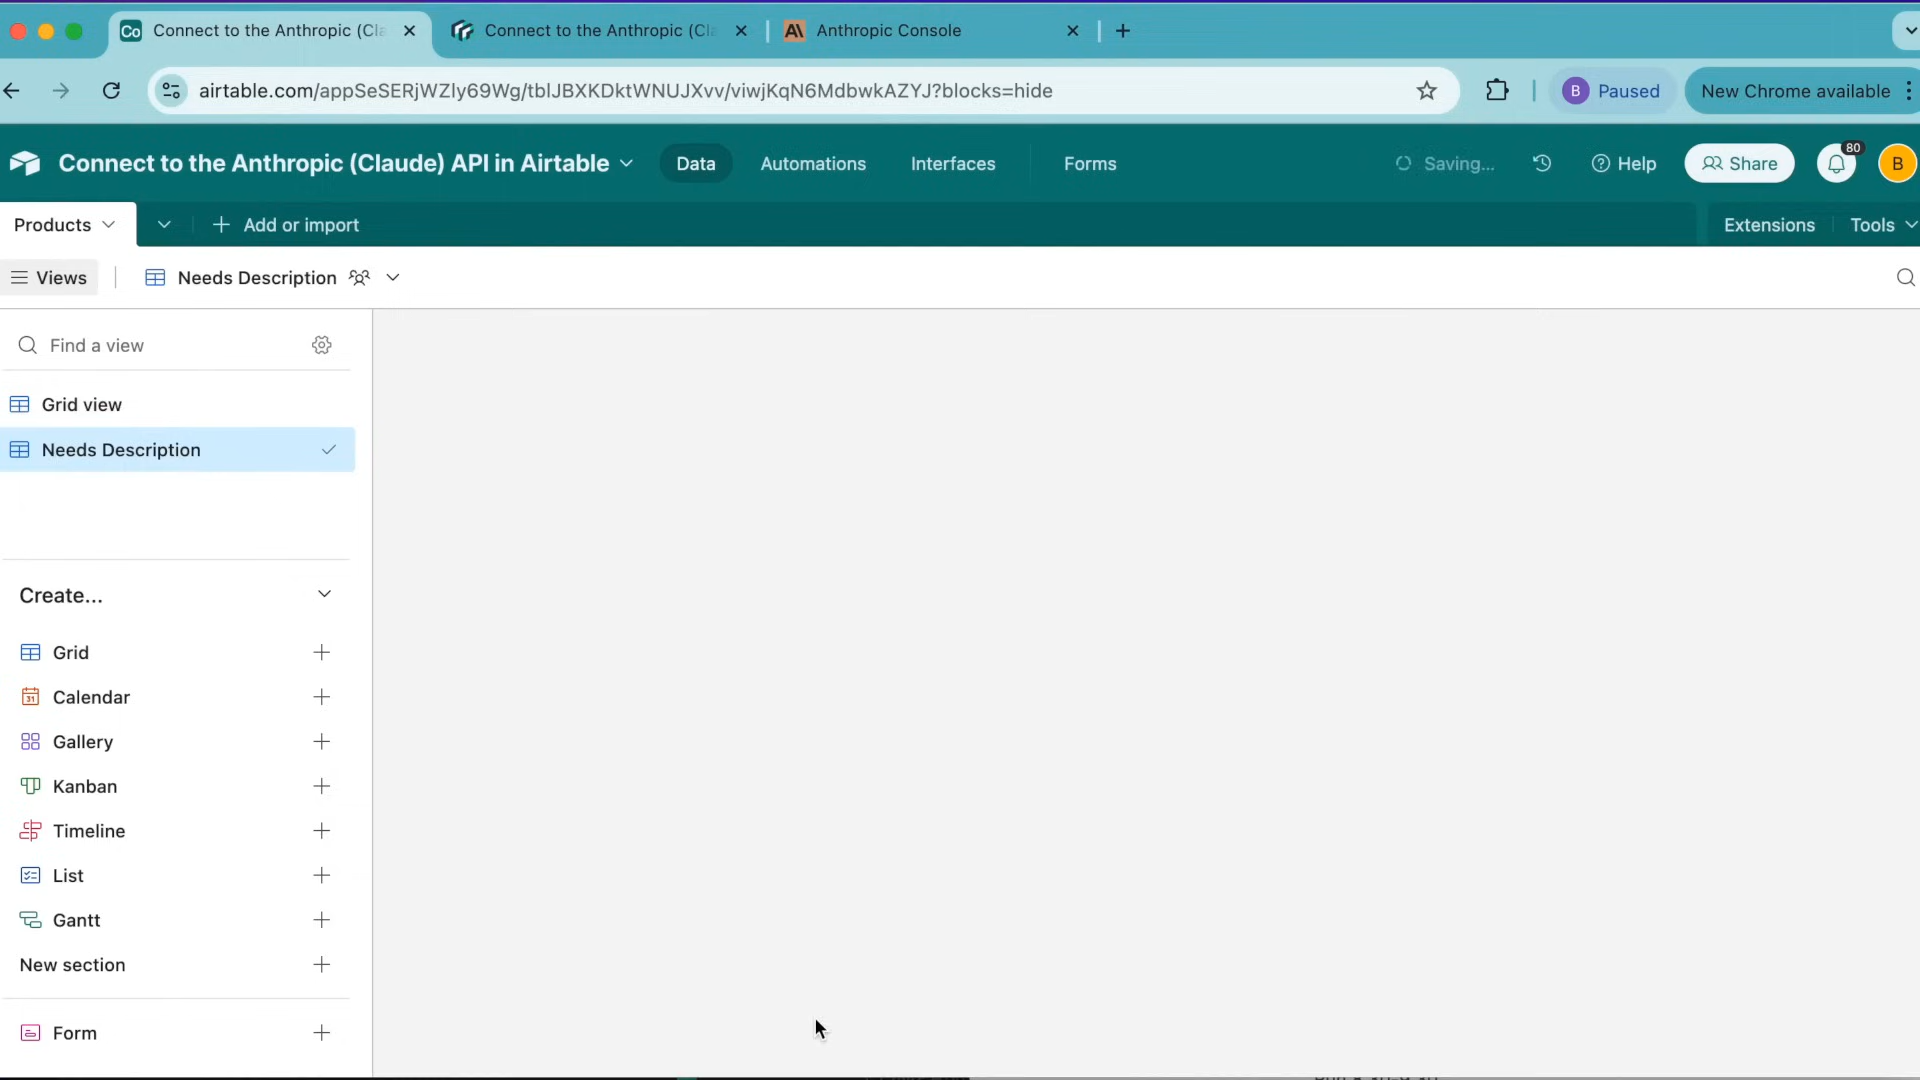 Connect to the Anthropic (Cla
Connect to the Anthropic (Cl
Anthropic Console
airtable.com/appSeSERjWZly69Wg/tblJBXKDktWNUJXvv/viwjKqN6MdbwkAZYJ?blocks=hide
B
Paused
New Chrome available
Connect to the Anthropic (Claude) API in Airtable
Data
Automations
Interfaces
Forms
Saving...
Help
Share
80
B
Products
Add or import
Extensions
Tools
Views
Needs Description
Find a view
Grid view
Needs Description
Create...
Grid
Calendar
Gallery
Kanban
Timeline
List
Gantt
New section
Form